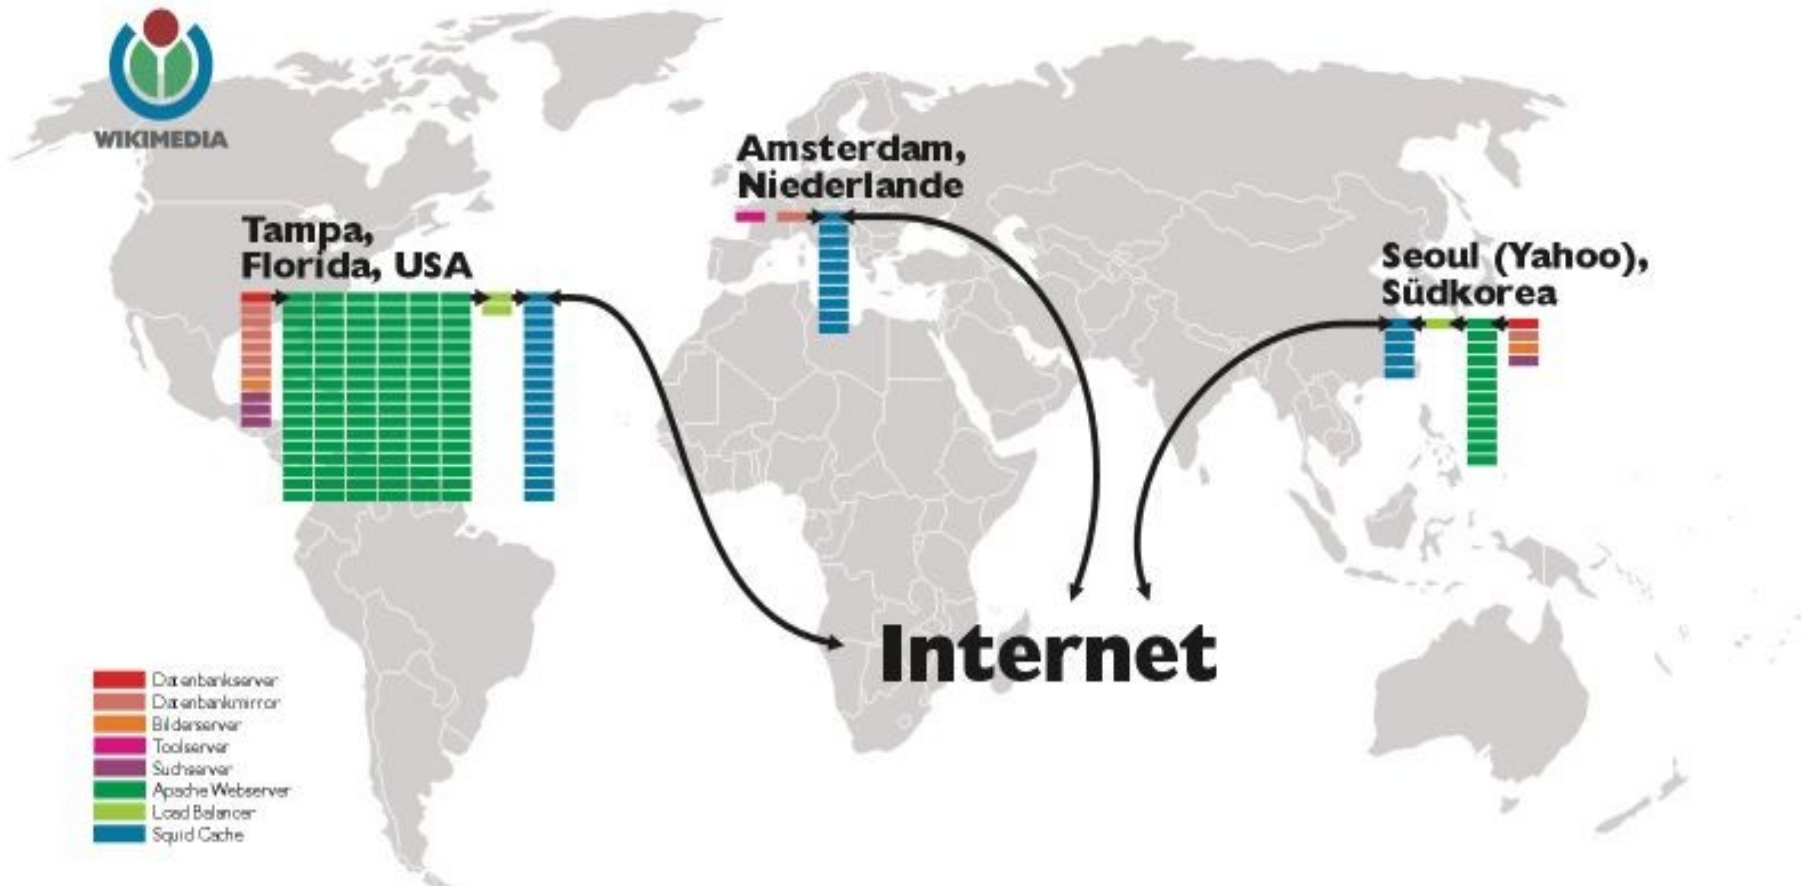 WIKIMEDIA
Amsterdam,
Niederlande
Tampa,
Florida, USA
Seoul (Yahoo),
Südkorea
Internet
Datenbankserver
Datenbankmirror
Bilderserver
Toolserver
Suchserver
Apache Webserver
Load Balancer
Squid Cache